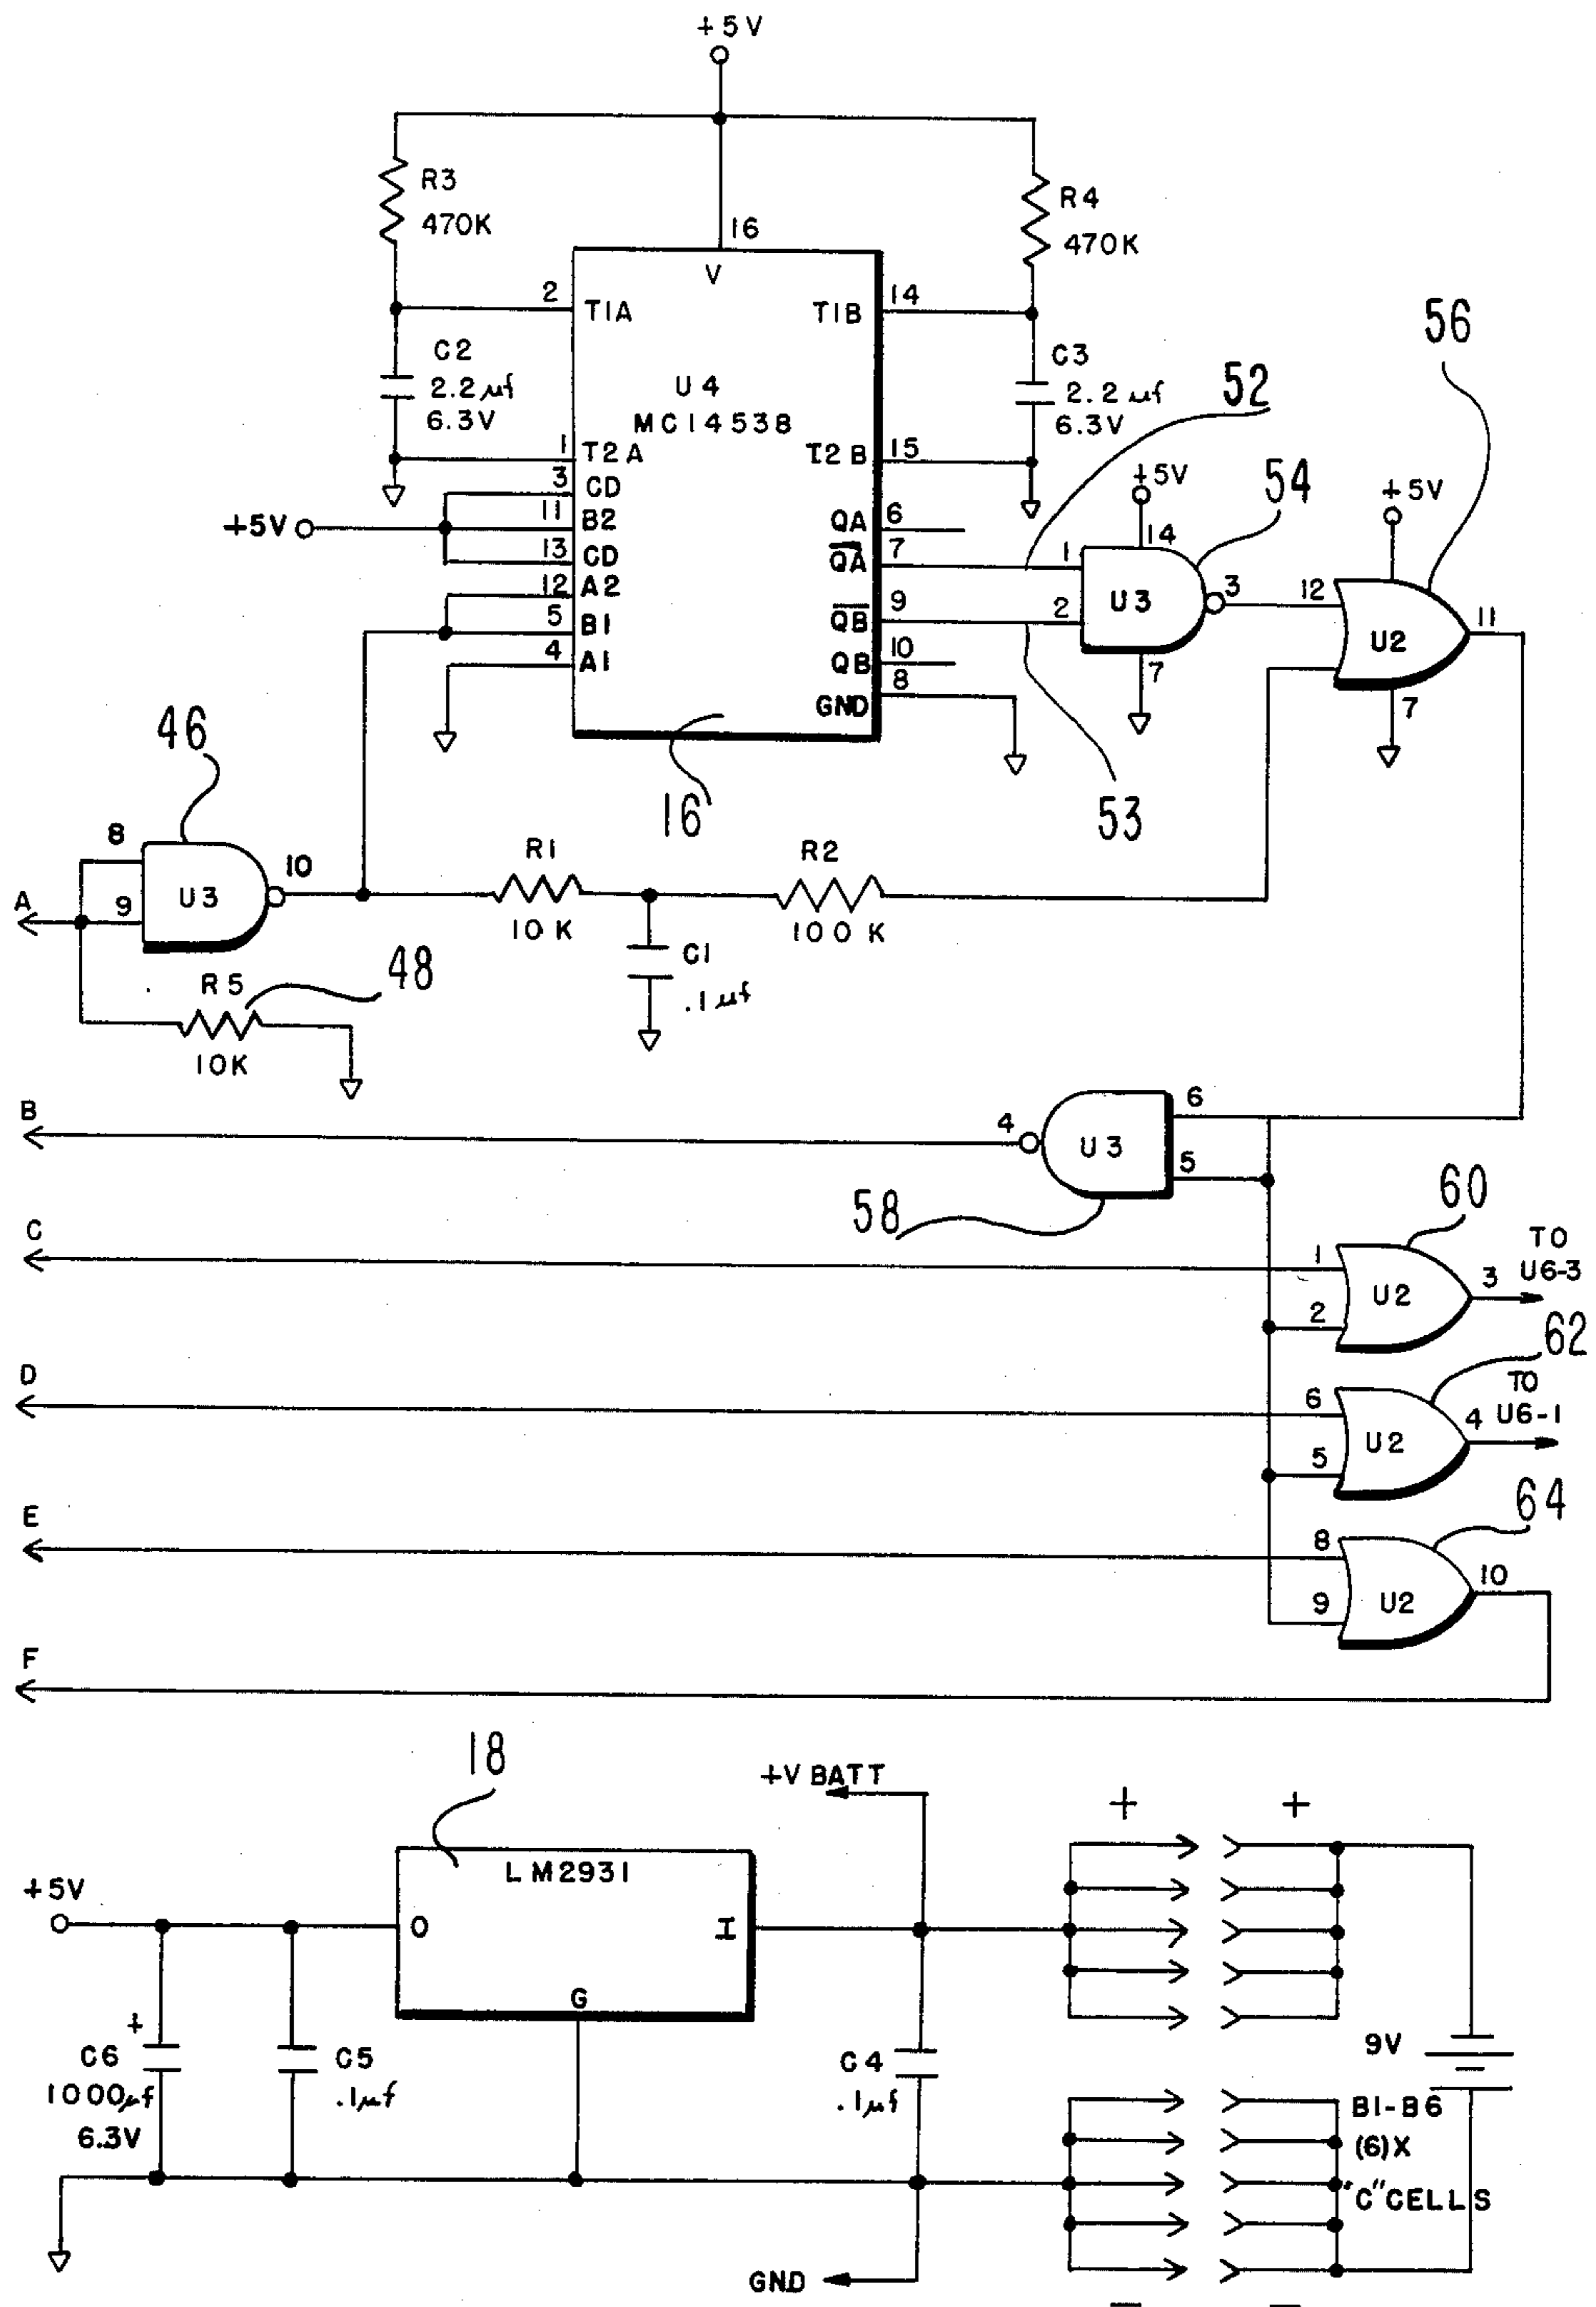 +5V
R3
470K
R4
470K
16
V
2
T1A
T1B
14
C2
2.2 µf
6.3V
U4
MC14538
C3
2.2 µf
6.3V
52
56
1
T2A
T2B
15
3
CD
11
B2
+5V
13
CD
12
A2
5
B1
4
A1
QA
6
QA
7
QB
9
QB
10
GND
8
+5V
14
54
1
2
U3
3
7
+5V
12
U2
11
7
53
16
46
8
9
U3
10
A
R1
10K
R2
100K
C1
.1µf
R5
48
10K
B
4
U3
6
5
58
C
60
1
2
U2
3
TO
U6-3
D
62
6
5
U2
4
TO
U6-1
E
64
8
9
U2
10
F
18
LM2931
+5V
O
I
G
+V BATT
+
+
+
C6
1000µf
6.3V
C5
.1µf
C4
.1µf
9V
B1-B6
(6)X
"C" CELLS
GND
–
–